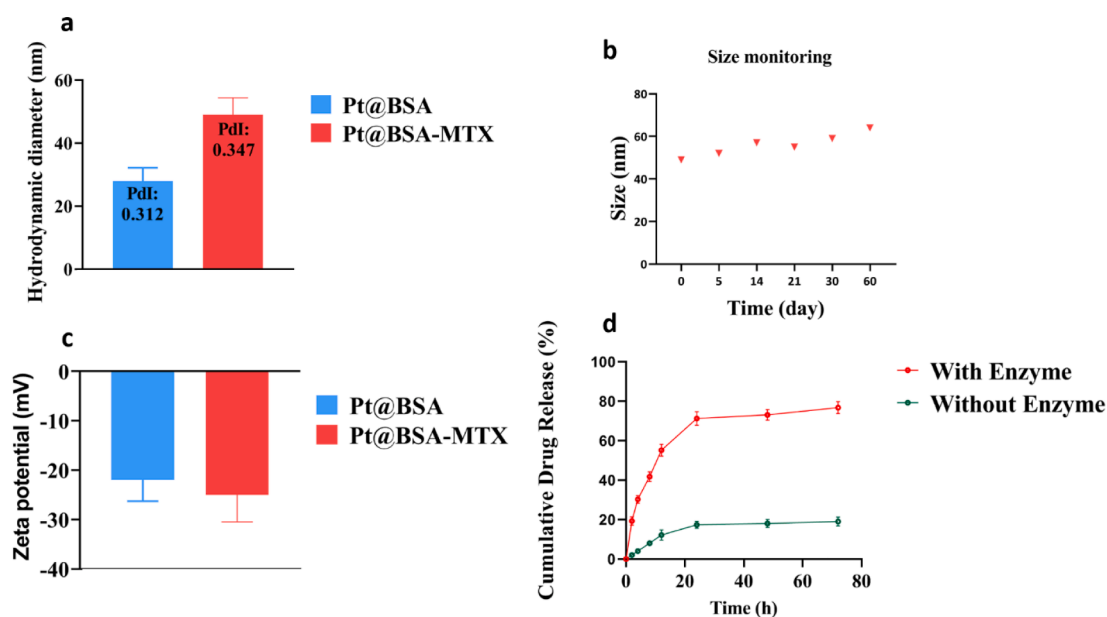 a
Hydrodynamic diameter (nm)
60
40
20
0
PdI:
0.312
PdI:
0.347
Pt@BSA
Pt@BSA-MTX
b
Size monitoring
Size (nm)
80
60
40
20
0
0 5 14 21 30 60
Time (day)
c
Zeta potential (mV)
0
-10
-20
-30
-40
Pt@BSA
Pt@BSA-MTX
d
Cumulative Drug Release (%)
100
80
60
40
20
0
0 20 40 60 80
Time (h)
With Enzyme
Without Enzyme